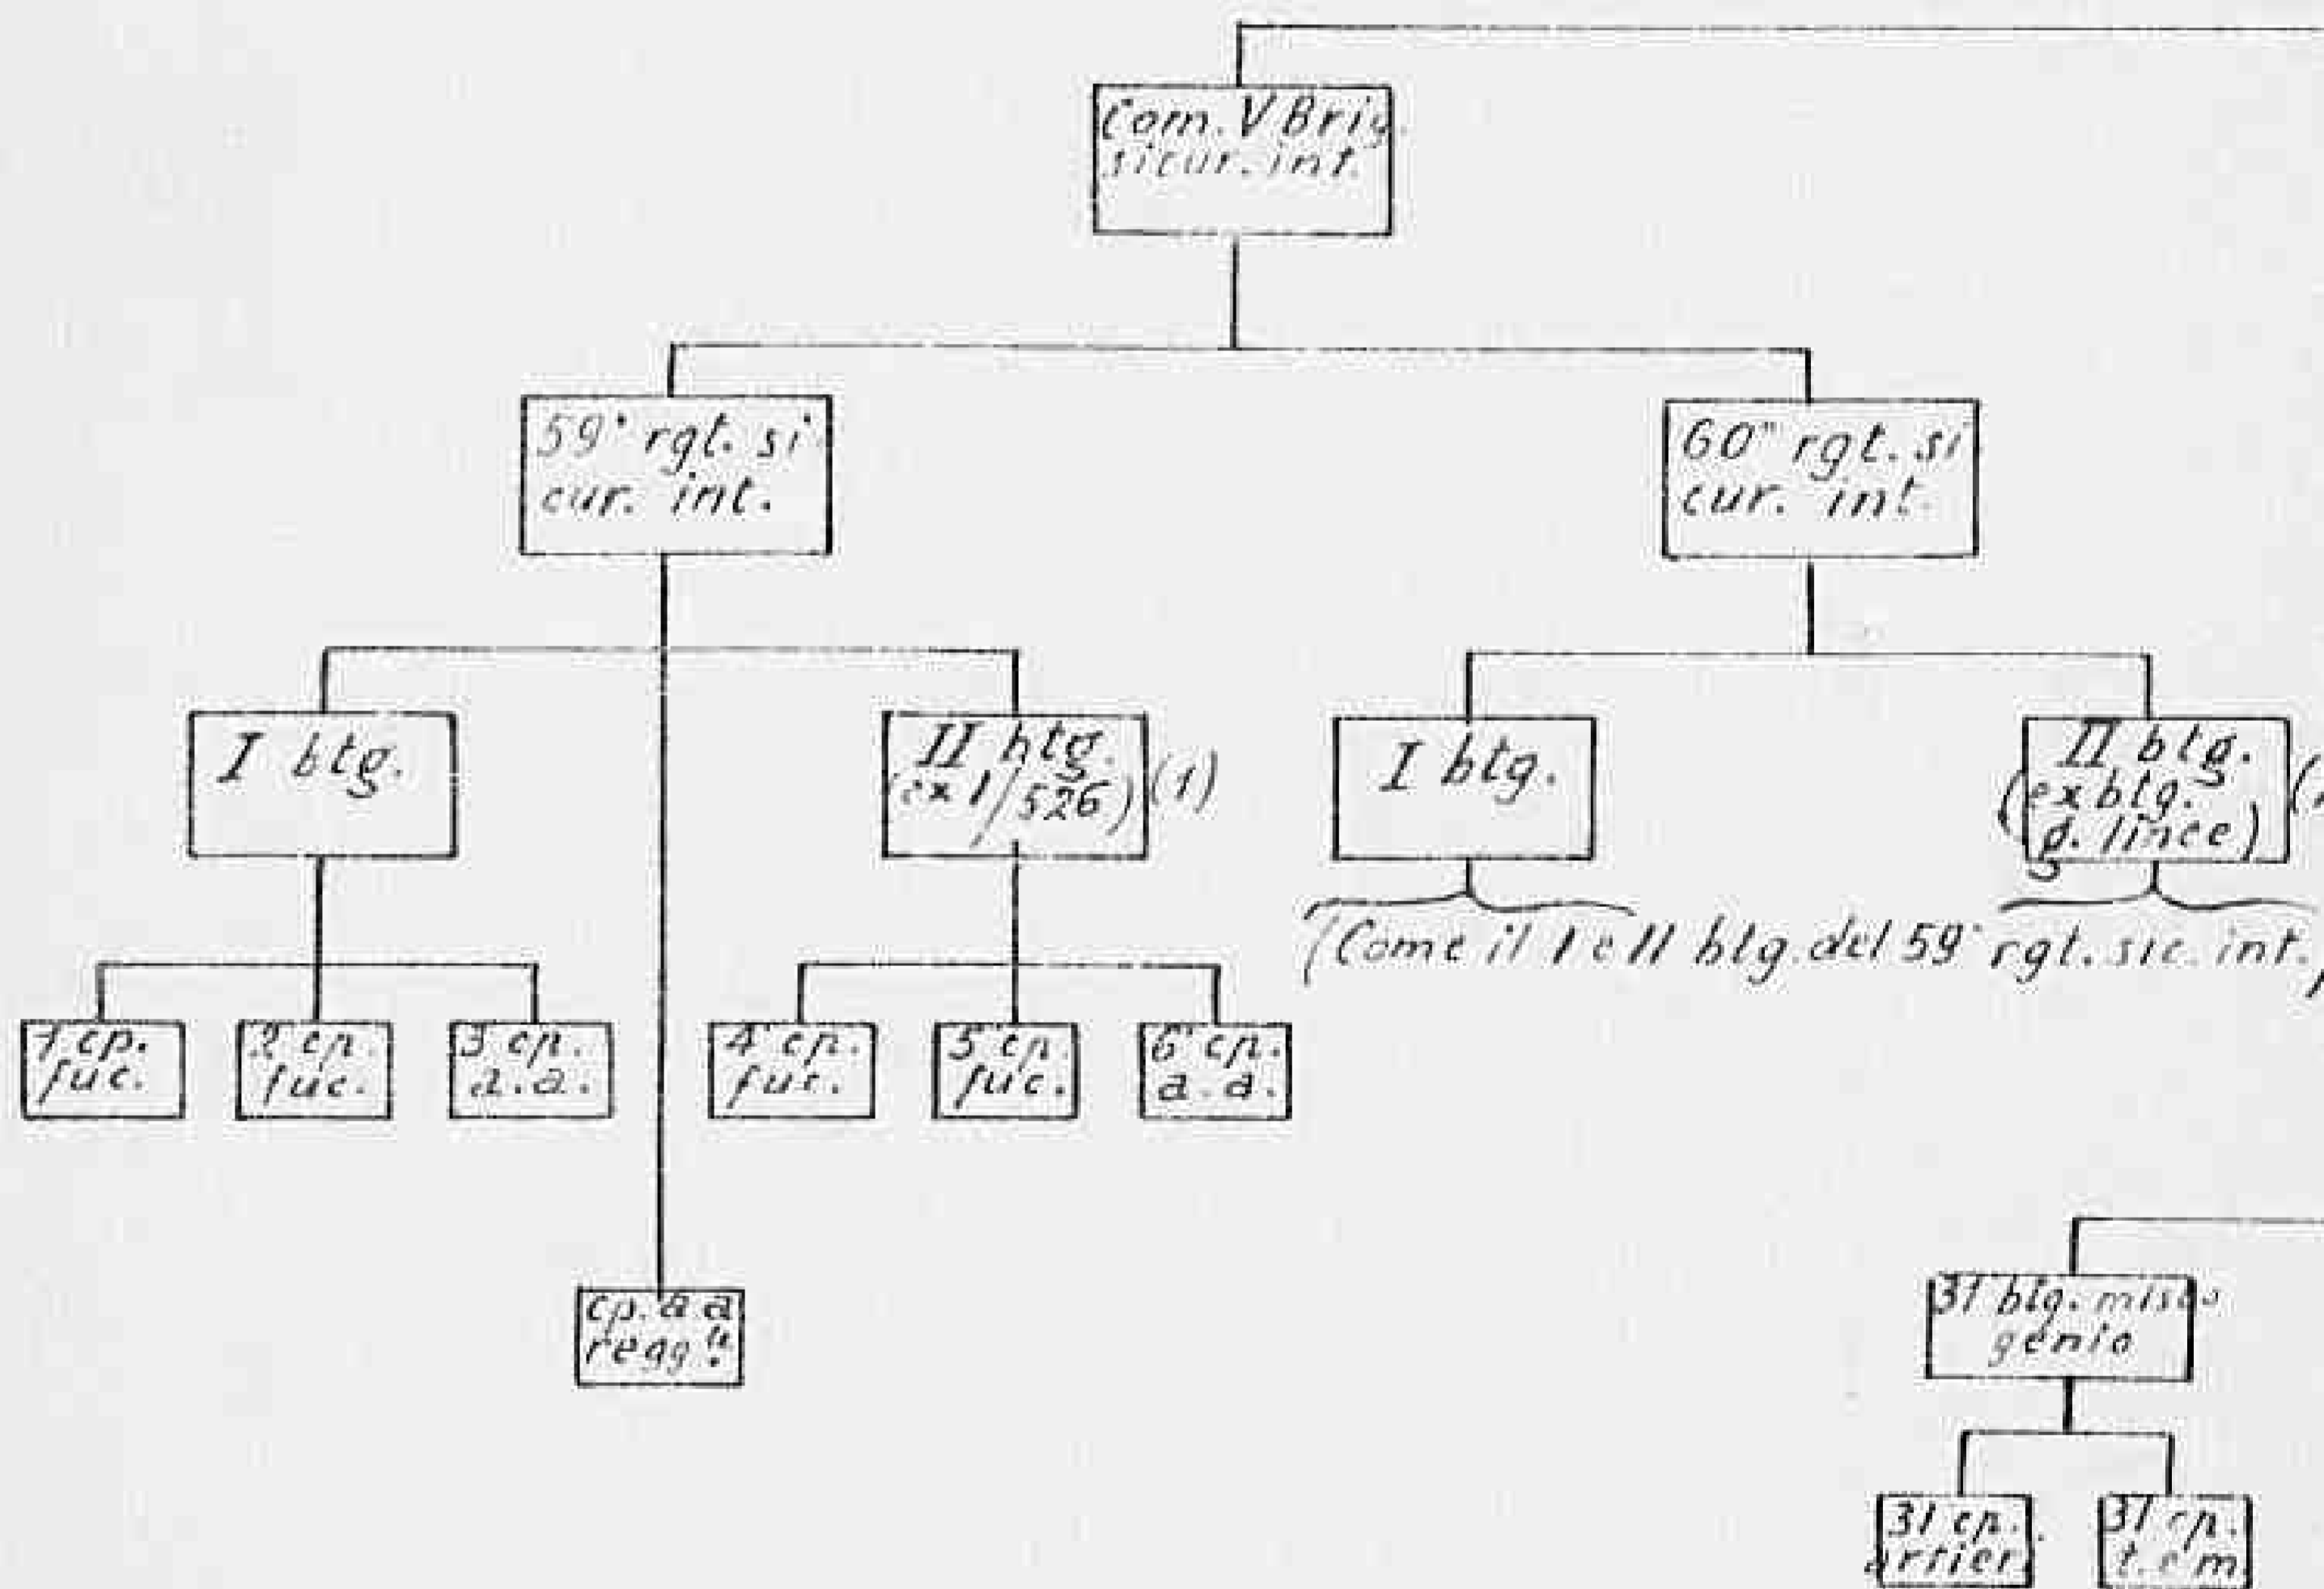 Com. V Brig.
sicur. int.
59° rgt. si
cur. int.
60° rgt. si
cur. int.
I btg.
II btg.
(ex I/526) (1)
I btg.
II btg.
(ex btg.
g. lince)
(Come il I e II btg. del 59° rgt. sic. int.)
1 cp.
fuc.
2 cp.
fuc.
3 cp.
a.a.
4 cp.
fuc.
5 cp.
fuc.
6 cp.
a.a.
cp. a a
regg.
31 btg. misto
genio
31 cp.
artier.
31 cp.
t. e m